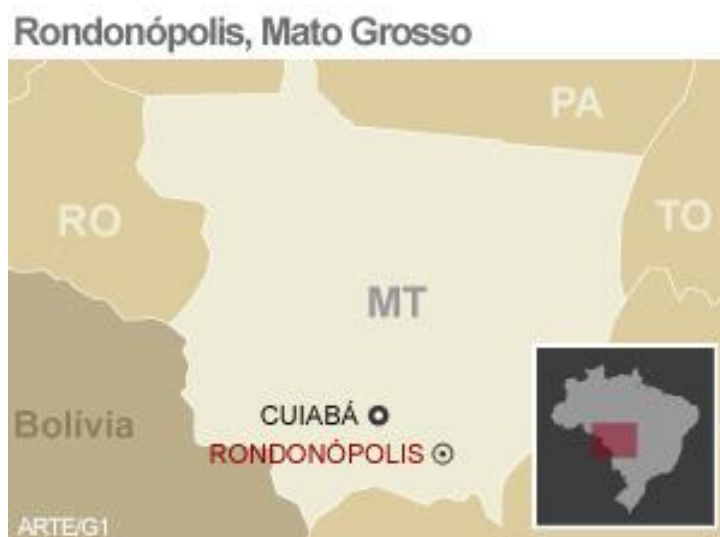 Rondonópolis, Mato Grosso
PA
RO
TO
MT
CUIABÁ
Bolívia
RONDONÓPOLIS
ARTE/G1